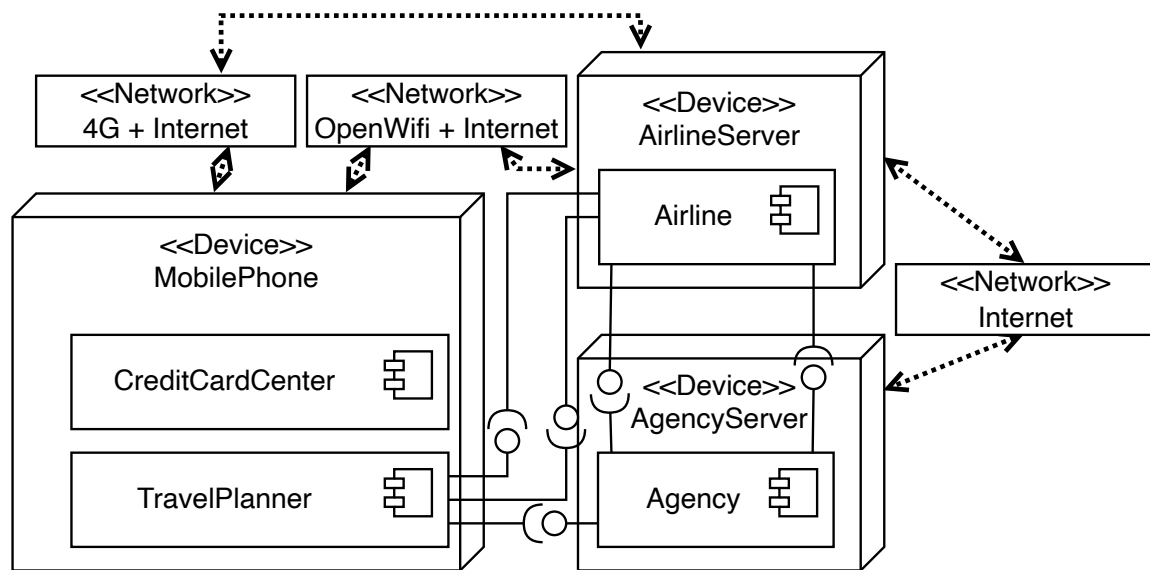 <<Network>>
4G + Internet
<<Network>>
OpenWifi + Internet
<<Device>>
AirlineServer
Airline
<<Device>>
MobilePhone
CreditCardCenter
TravelPlanner
<<Network>>
Internet
<<Device>>
AgencyServer
Agency